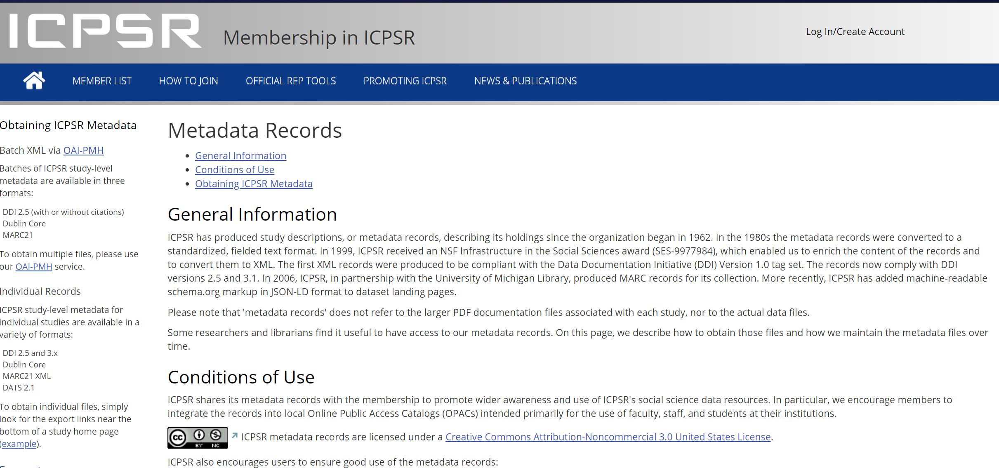 ICPSR
Membership in ICPSR
Log In/Create Account
MEMBER LIST
HOW TO JOIN
OFFICIAL REP TOOLS
PROMOTING ICPSR
NEWS & PUBLICATIONS
Obtaining ICPSR Metadata
Batch XML via OAI-PMH
Batches of ICPSR study-level
metadata are available in three
formats:
DDI 2.5 (with or without citations)
Dublin Core
MARC21
To obtain multiple files, please use
our OAI-PMH service.
Individual Records
ICPSR study-level metadata for
individual studies are available in a
variety of formats:
DDI 2.5 and 3.x
Dublin Core
MARC21 XML
DATS 2.1
To obtain individual files, simply
look for the export links near the
bottom of a study home page
(example).
Metadata Records
• General Information
• Conditions of Use
• Obtaining ICPSR Metadata
General Information
ICPSR has produced study descriptions, or metadata records, describing its holdings since the organization began in 1962. In the 1980s the metadata records were converted to a
standardized, fielded text format. In 1999, ICPSR received an NSF Infrastructure in the Social Sciences award (SES-9977984), which enabled us to enrich the content of the records and
to convert them to XML. The first XML records were produced to be compliant with the Data Documentation Initiative (DDI) Version 1.0 tag set. The records now comply with DDI
versions 2.5 and 3.1. In 2006, ICPSR, in partnership with the University of Michigan Library, produced MARC records for its collection. More recently, ICPSR has added machine-readable
schema.org markup in JSON-LD format to dataset landing pages.
Please note that 'metadata records' does not refer to the larger PDF documentation files associated with each study, nor to the actual data files.
Some researchers and librarians find it useful to have access to our metadata records. On this page, we describe how to obtain those files and how we maintain the metadata files over
time.
Conditions of Use
ICPSR shares its metadata records with the membership to promote wider awareness and use of ICPSR's social science data resources. In particular, we encourage members to
integrate the records into local Online Public Access Catalogs (OPACs) intended primarily for the use of faculty, staff, and students at their institutions.
cc BY NC ICPSR metadata records are licensed under a Creative Commons Attribution-Noncommercial 3.0 United States License.
ICPSR also encourages users to ensure good use of the metadata records: